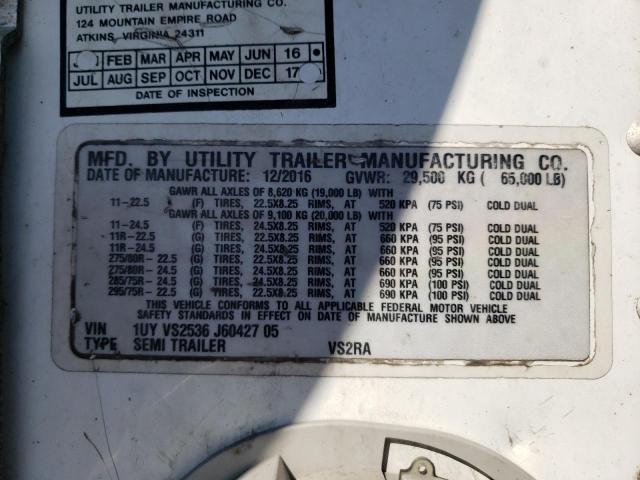 UTILITY TRAILER MANUFACTURING CO.
124 MOUNTAIN EMPIRE ROAD
ATKINS, VIRGINIA 24311
FEB MAR APR MAY JUN 16
JUL AUG SEP OCT NOV DEC 17
DATE OF INSPECTION
MFD. BY UTILITY TRAILER MANUFACTURING CO.
DATE OF MANUFACTURE: 12/2016 GVWR: 29,500 KG ( 65,000 LB)
GAWR ALL AXLES OF 8,620 KG (19,000 LB) WITH
11-22.5 (F) TIRES, 22.5X8.25 RIMS, AT 520 KPA (75 PSI) COLD DUAL
GAWR ALL AXLES OF 9,100 KG (20,000 LB) WITH
11-24.5 (F) TIRES, 24.5X8.25 RIMS, AT 520 KPA (75 PSI) COLD DUAL
11R-22.5 (G) TIRES, 22.5X8.25 RIMS, AT 660 KPA (95 PSI) COLD DUAL
11R-24.5 (G) TIRES, 24.5X8.25 RIMS, AT 660 KPA (95 PSI) COLD DUAL
275/80R-22.5 (G) TIRES, 22.5X8.25 RIMS, AT 660 KPA (95 PSI) COLD DUAL
275/80R-24.5 (G) TIRES, 24.5X8.25 RIMS, AT 660 KPA (95 PSI) COLD DUAL
285/75R-24.5 (G) TIRES, 24.5X8.25 RIMS, AT 690 KPA (100 PSI) COLD DUAL
295/75R-22.5 (G) TIRES, 22.5X8.25 RIMS, AT 690 KPA (100 PSI) COLD DUAL
THIS VEHICLE CONFORMS TO ALL APPLICABLE FEDERAL MOTOR VEHICLE
SAFETY STANDARDS IN EFFECT ON DATE OF MANUFACTURE SHOWN ABOVE
VIN 1UY VS2536 J60427 05
TYPE SEMI TRAILER VS2RA